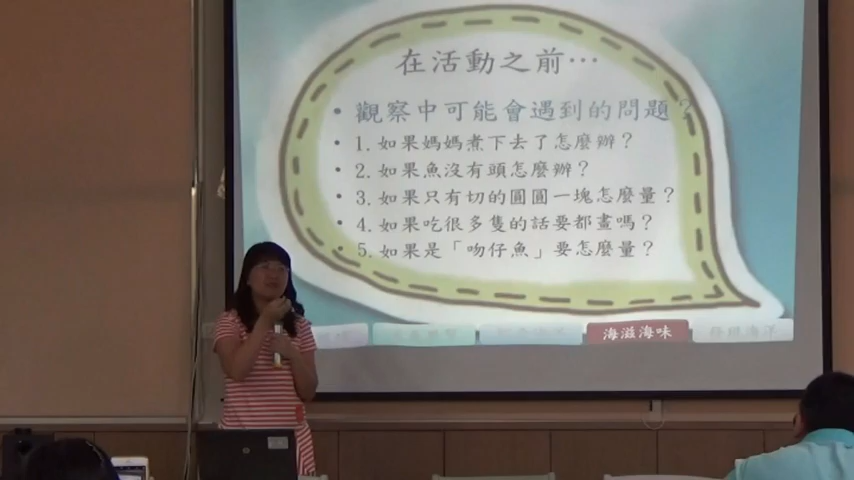 在活動之前…
• 觀察中可能會遇到的問題？
• 1. 如果媽媽煮下去了怎麼辦？
• 2. 如果魚沒有頭怎麼辦？
• 3. 如果只有切的圓圓一塊怎麼量？
• 4. 如果吃很多隻的話要都畫嗎？
• 5. 如果是「吻仔魚」要怎麼量？
海滋海味